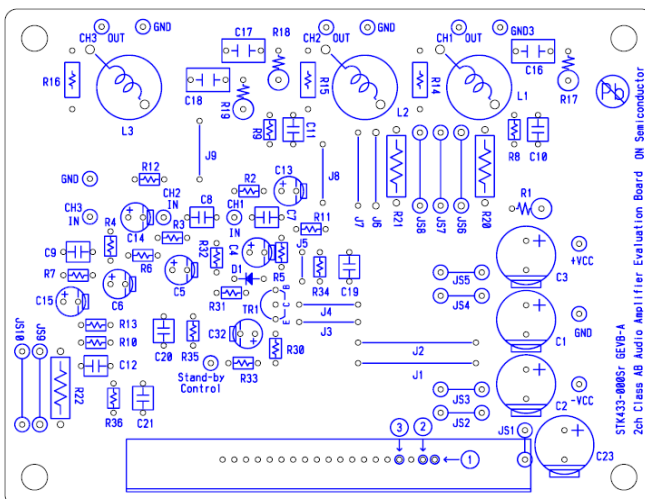 CH3 OUT
GND
CH2 OUT
GND
CH1 OUT
GND3
C17
R18
R16
C18
R19
L3
R15
L2
R14
L1
C16
R17
Pb
R9
C11
R8
C10
J9
J8
J7
J6
R21
JS8
JS7
JS6
R20
R12
GND
CH3 IN
CH2 IN
C14
R4
R3
C8
R2
CH1 IN
C13
C7
R11
R1
C9
R7
R6
C15
C6
C5
R32
C4
R5
J5
D1
R31
R34
C19
TR1
B
C
E
J4
J3
JS5
JS4
C3
+VCC
JS10
JS9
R13
R10
C12
C20
R35
C32
R33
R30
Stand-by
Control
J2
J1
C1
GND
R22
R36
C21
JS3
JS2
JS1
C2
-VCC
C23
3
2
1
STK433-000Sr GEVB-A
2ch Class AB Audio Amplifier Evaluation Board ON Semiconductor